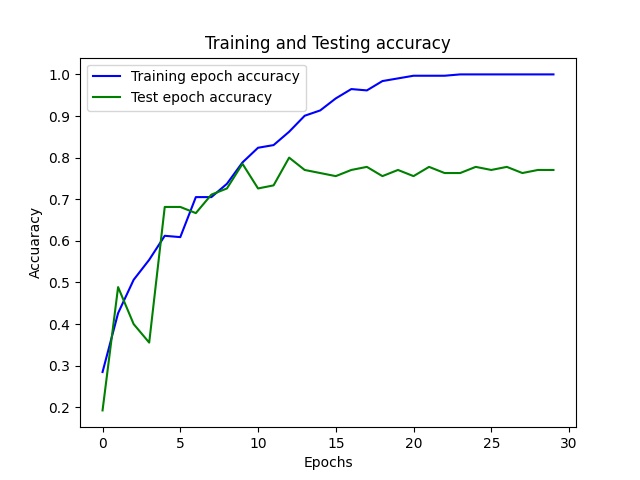 Training and Testing accuracy
Training epoch accuracy
Test epoch accuracy
1.0
0.9
0.8
0.7
0.6
0.5
0.4
0.3
0.2
Accuaracy
0 5 10 15 20 25 30
Epochs